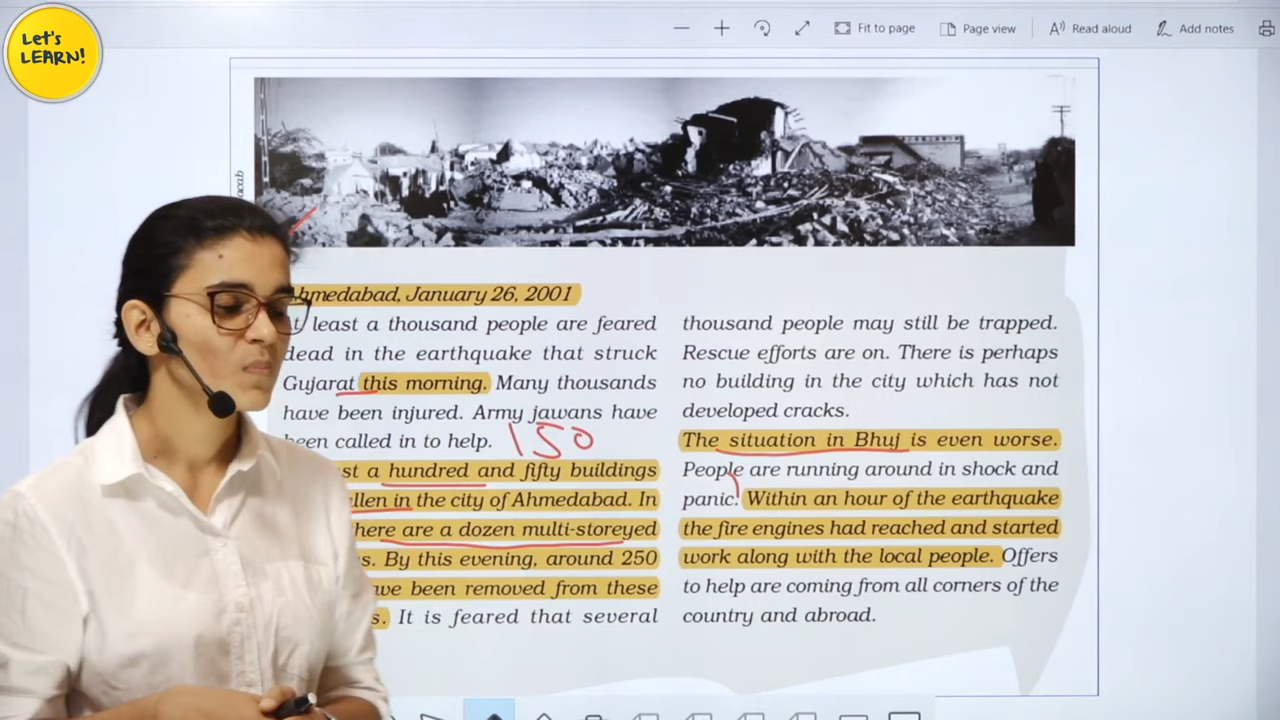 Let's
LEARN!
Fit to page
Page view
Read aloud
Add notes
hmedabad, January 26, 2001
least a thousand people are feared
dead in the earthquake that struck
Gujarat this morning. Many thousands
have been injured. Army jawans have
been called in to help.
150
st a hundred and fifty buildings
llen in the city of Ahmedabad. In
here are a dozen multi-storeyed
s. By this evening, around 250
ve been removed from these
s. It is feared that several
thousand people may still be trapped.
Rescue efforts are on. There is perhaps
no building in the city which has not
developed cracks.
The situation in Bhuj is even worse.
People are running around in shock and
panic. Within an hour of the earthquake
the fire engines had reached and started
work along with the local people. Offers
to help are coming from all corners of the
country and abroad.